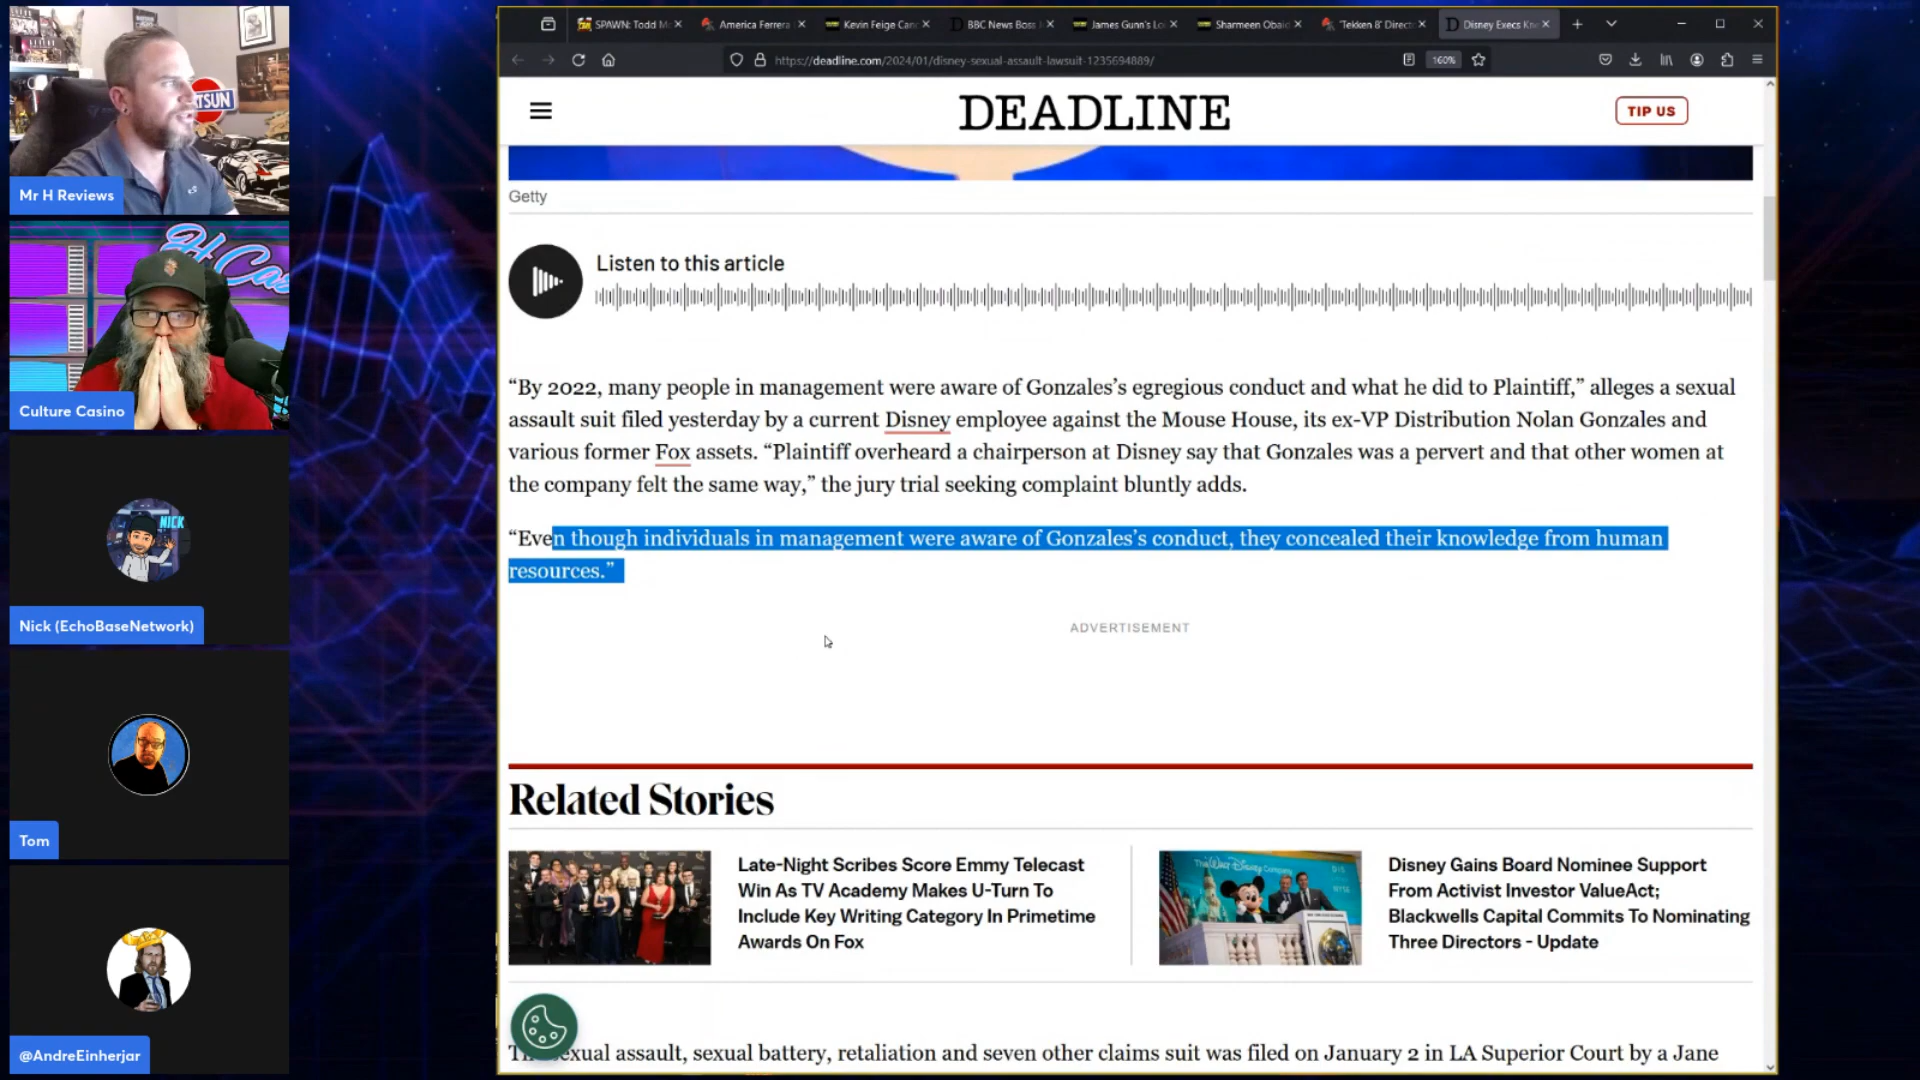 SPAWN: Todd Mc
America Ferrera
Kevin Feige Can
BBC News Boss
James Gunn's Lo
Sharmeen Obaid
'Tekken 8' Direct
Disney Execs Kn
https://deadline.com/2024/01/disney-sexual-assault-lawsuit-1235694889/
160%
DEADLINE
TIP US
Getty
Listen to this article
“By 2022, many people in management were aware of Gonzales’s egregious conduct and what he did to Plaintiff,” alleges a sexual
assault suit filed yesterday by a current Disney employee against the Mouse House, its ex-VP Distribution Nolan Gonzales and
various former Fox assets. “Plaintiff overheard a chairperson at Disney say that Gonzales was a pervert and that other women at
the company felt the same way,” the jury trial seeking complaint bluntly adds.
“Even though individuals in management were aware of Gonzales’s conduct, they concealed their knowledge from human
resources.”
ADVERTISEMENT
Related Stories
Late-Night Scribes Score Emmy Telecast
Win As TV Academy Makes U-Turn To
Include Key Writing Category In Primetime
Awards On Fox
The Walt Disney Company
Disney Gains Board Nominee Support
From Activist Investor ValueAct;
Blackwells Capital Commits To Nominating
Three Directors - Update
sexual assault, sexual battery, retaliation and seven other claims suit was filed on January 2 in LA Superior Court by a Jane
TSUN
Mr H Reviews
Culture Casino
NICK
Nick (EchoBaseNetwork)
Tom
@AndreEinherjar